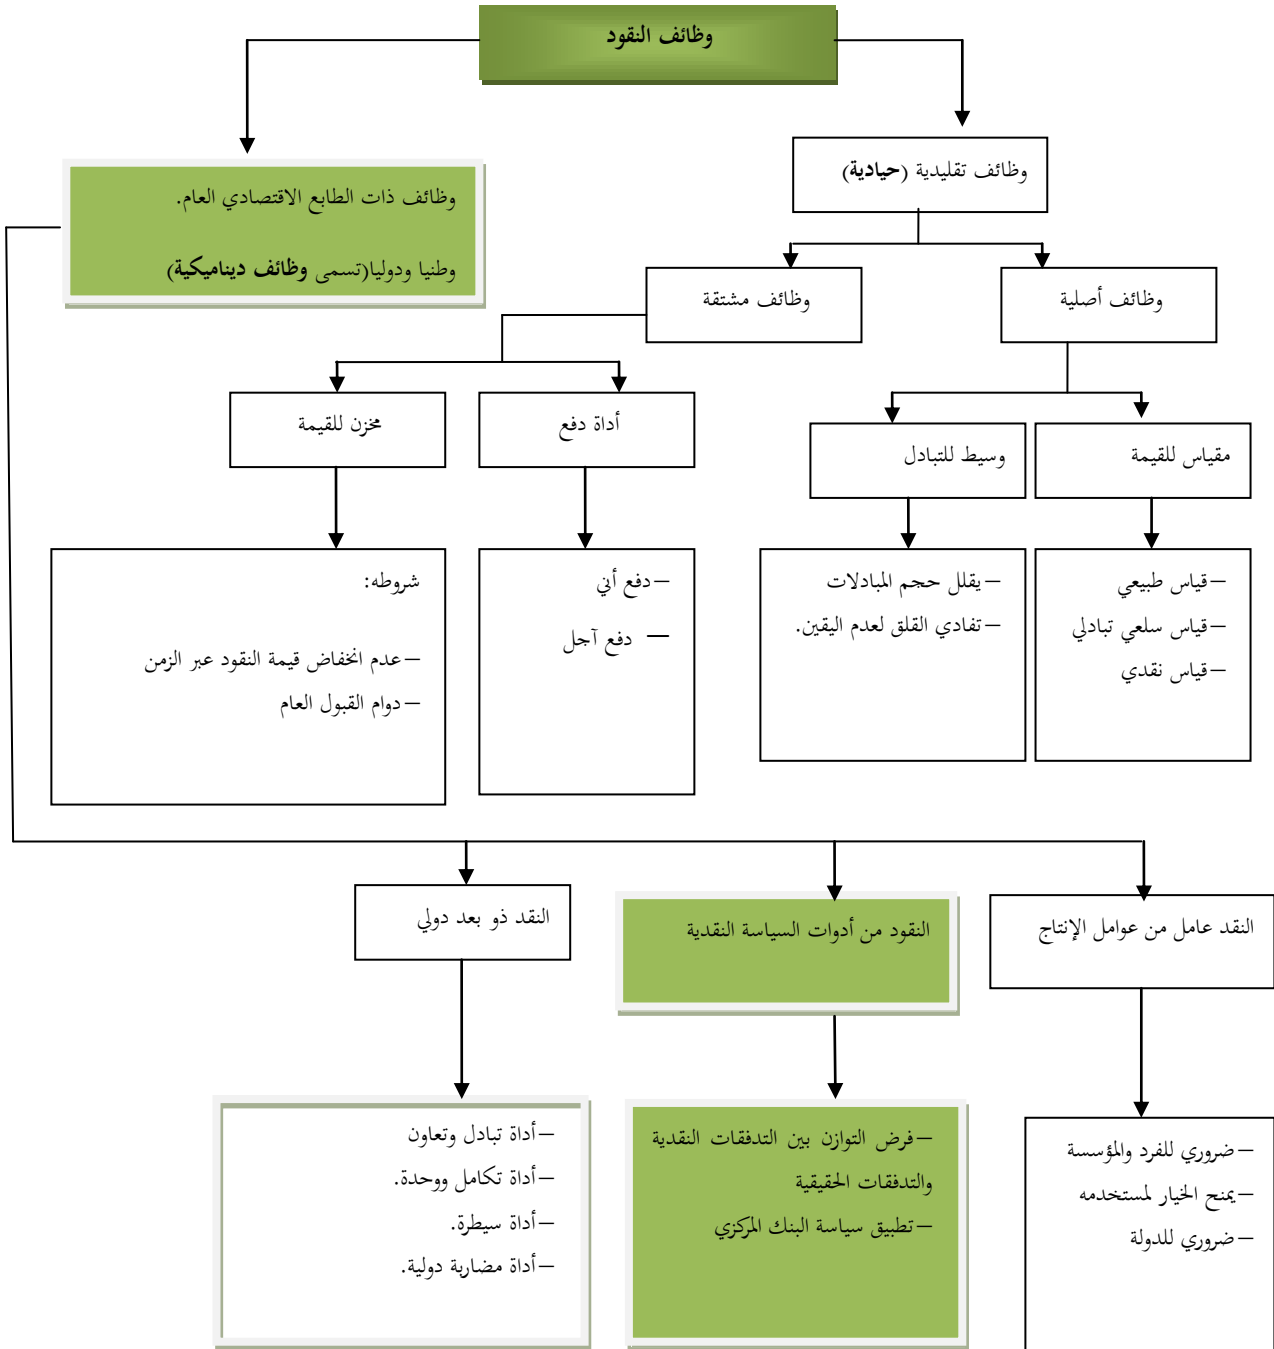 وظائف النقود
وظائف تقليدية (حيادية)
وظائف ذات الطابع الاقتصادي العام.
وطنيا ودوليا(تسمى وظائف ديناميكية)
وظائف أصلية
وظائف مشتقة
مقياس للقيمة
وسيط للتبادل
أداة دفع
مخزن للقيمة
–قياس طبيعي
–قياس سلعي تبادلي
–قياس نقدي
–يقلل حجم المبادلات
–تفادي القلق لعدم اليقين.
–دفع أني
– دفع آجل
شروطه:
–عدم انخفاض قيمة النقود عبر الزمن
–دوام القبول العام
النقد عامل من عوامل الإنتاج
النقود من أدوات السياسة النقدية
النقد ذو بعد دولي
–ضروري للفرد والمؤسسة
–يمنح الخيار لمستخدمه
–ضروري للدولة
–فرض التوازن بين التدفقات النقدية
والتدفقات الحقيقية
–تطبيق سياسة البنك المركزي
–أداة تبادل وتعاون
–أداة تكامل ووحدة.
–أداة سيطرة.
–أداة مضاربة دولية.